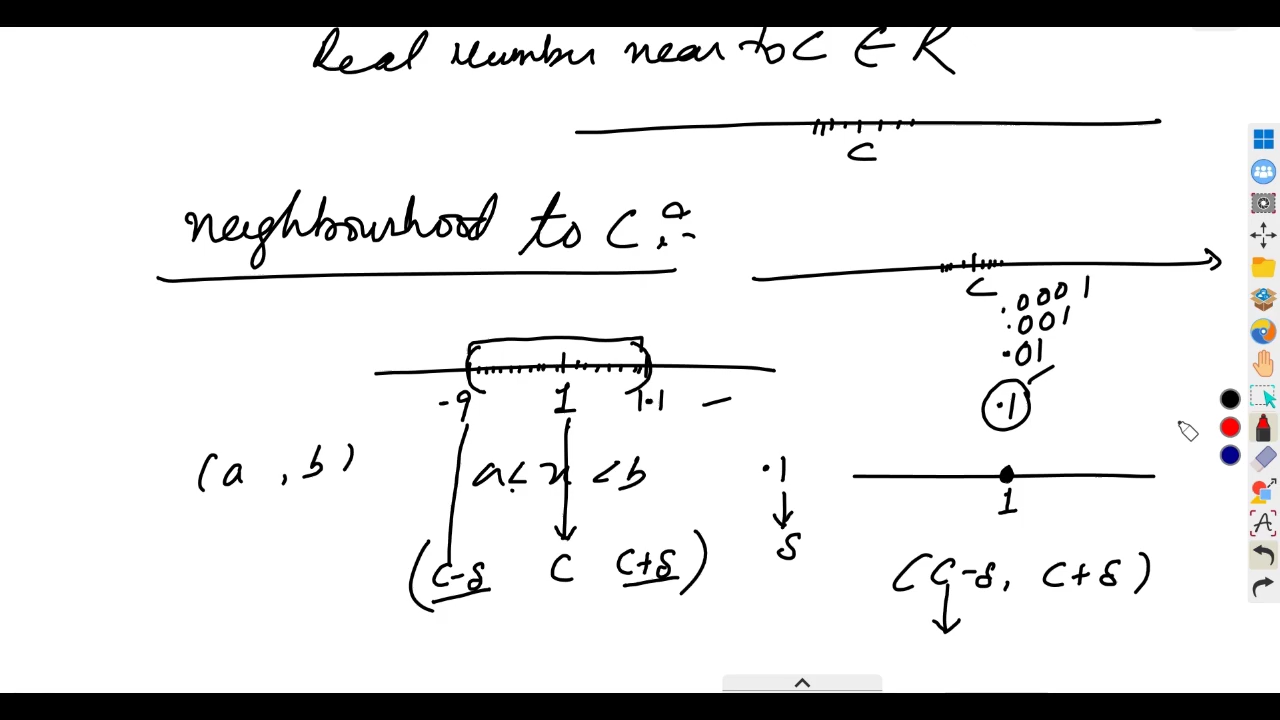 Real number near to C ∈ R
C
neighbourhood to C :-
C
.0001
.001
.01
.1
.9 1 1.1
(a , b) a < x < b .1
1
δ
(C-δ C C+δ)
(C-δ, C+δ)